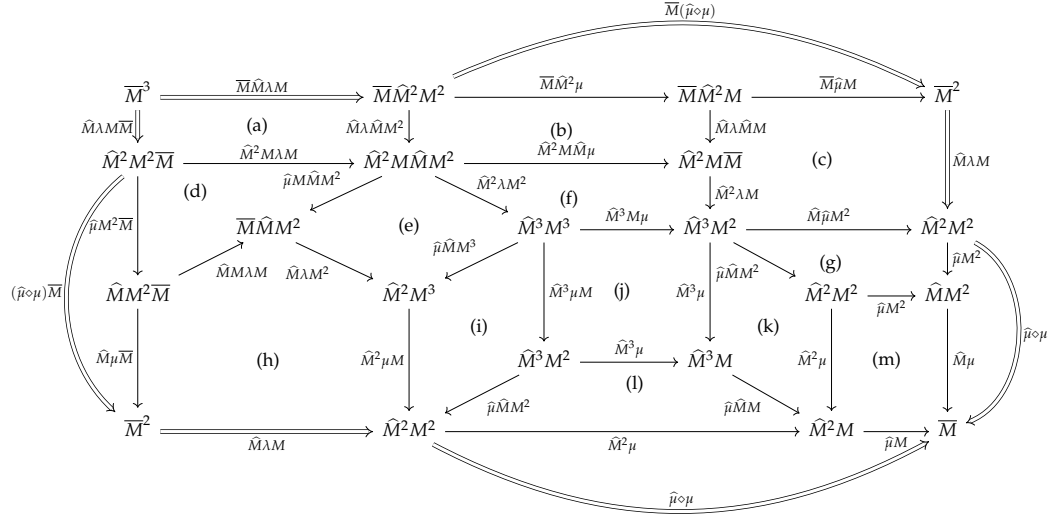 M̅(μ̂⋄μ)
M̅³ M̅M̂λM M̅M̂²M² M̅M̂²μ M̅M̂²M M̅μ̂M M̅²
M̂λMM̅ (a) M̂λM̂M² (b) M̂λM̂M
M̂²M²M̅ M̂²MλM M̂²MM̂M² M̂²MM̂μ M̂²MM̅ (c) M̂λM
(d) μ̂MM̂M² M̂²λM² (f) M̂²λM
μ̂M²M̅ M̅M̂M² (e) M̂³M³ M̂³Mμ M̂³M² M̂μ̂M² M̂²M²
M̂MλM M̂λM² μ̂M̂M³ μ̂M̂M² (g) μ̂M²
(μ̂⋄μ)M̅ M̂M²M̅ M̂²M³ M̂³μM (j) M̂³μ M̂²M² μ̂M² M̂M²
M̂μM̅ (h) M̂²μM (i) M̂³M² M̂³μ M̂³M (k) M̂²μ (m) M̂μ μ̂⋄μ
μ̂M̂M² (l) μ̂M̂M
M̅² M̂λM M̂²M² M̂²μ M̂²M μ̂M M̅
μ̂⋄μ